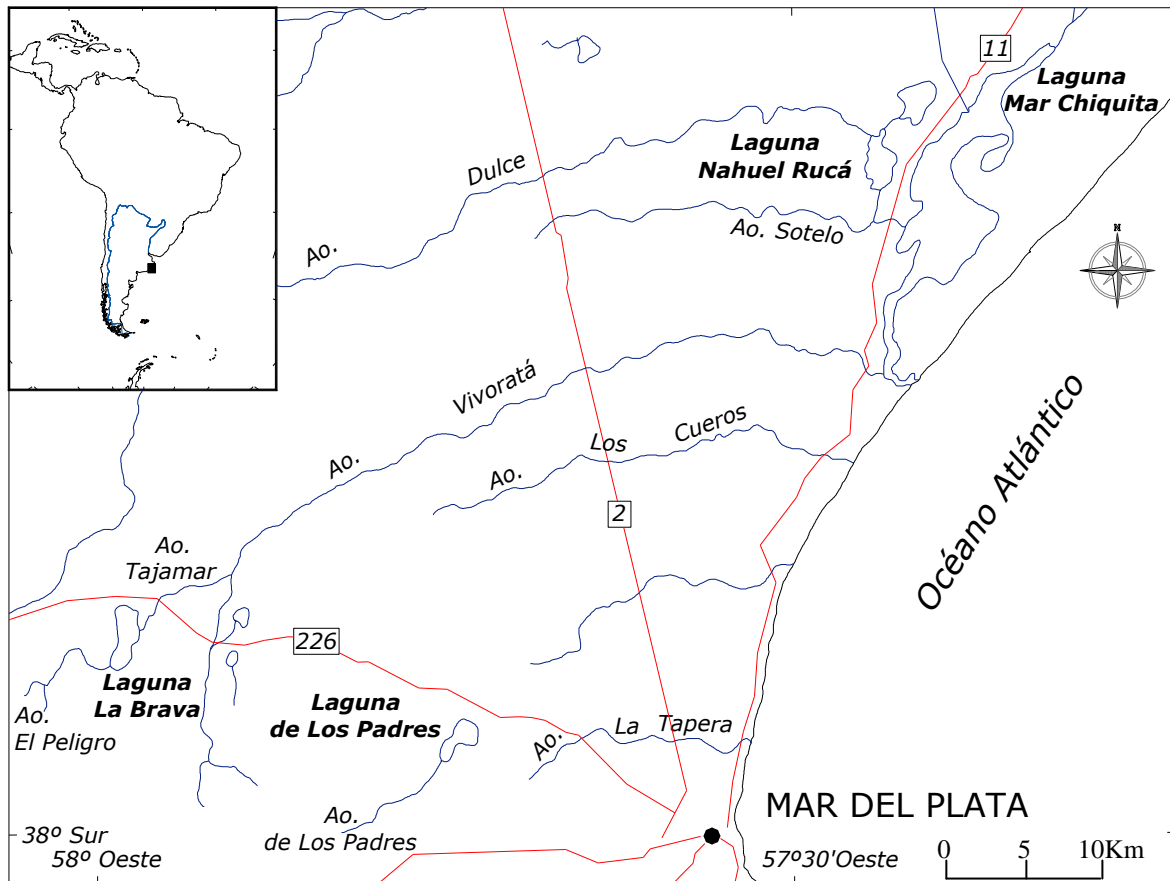 N
11
Laguna
Mar Chiquita
Laguna
Nahuel Rucá
Dulce
Ao.
Ao. Sotelo
Vivoratá
Ao.
Los Cueros
Ao.
Océano Atlántico
2
Ao.
Tajamar
226
Laguna
La Brava
Laguna
de Los Padres
Ao.
El Peligro
La Tapera
Ao.
Ao.
de Los Padres
MAR DEL PLATA
38º Sur
58º Oeste
57º30'Oeste
0 5 10Km